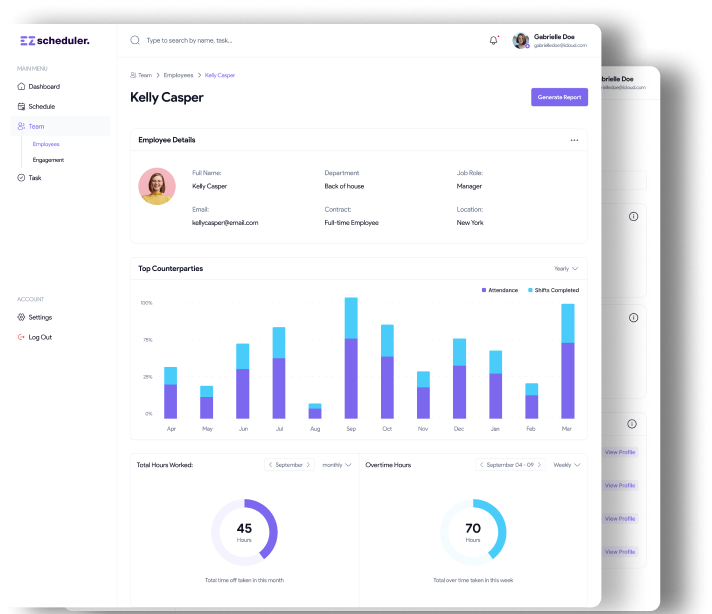 EZ scheduler.
Type to search by name, task...
Gabrielle Doe
gabrielledoe@icloud.com
MAIN MENU
Dashboard
Schedule
Team
Employees
Engagement
Task
ACCOUNT
Settings
Log Out
Team > Employees > Kelly Casper
Kelly Casper
Generate Report
Employee Details
Full Name:
Kelly Casper
Department
Back of house
Job Role:
Manager
Email:
kellycasper@email.com
Contract:
Full-time Employee
Location:
New York
Top Counterparties
Yearly
Attendance
Shifts Completed
100%
75%
25%
0%
Apr May Jun Jul Aug Sep Oct Nov Dec Jan Feb Mar
Total Hours Worked:
< September >
monthly
45
Hours
Total time off taken in this month
Overtime Hours
< September 04 - 09 >
Weekly
70
Hours
Total over time taken in this week
brielle Doe
View Profile
View Profile
View Profile
View Profile